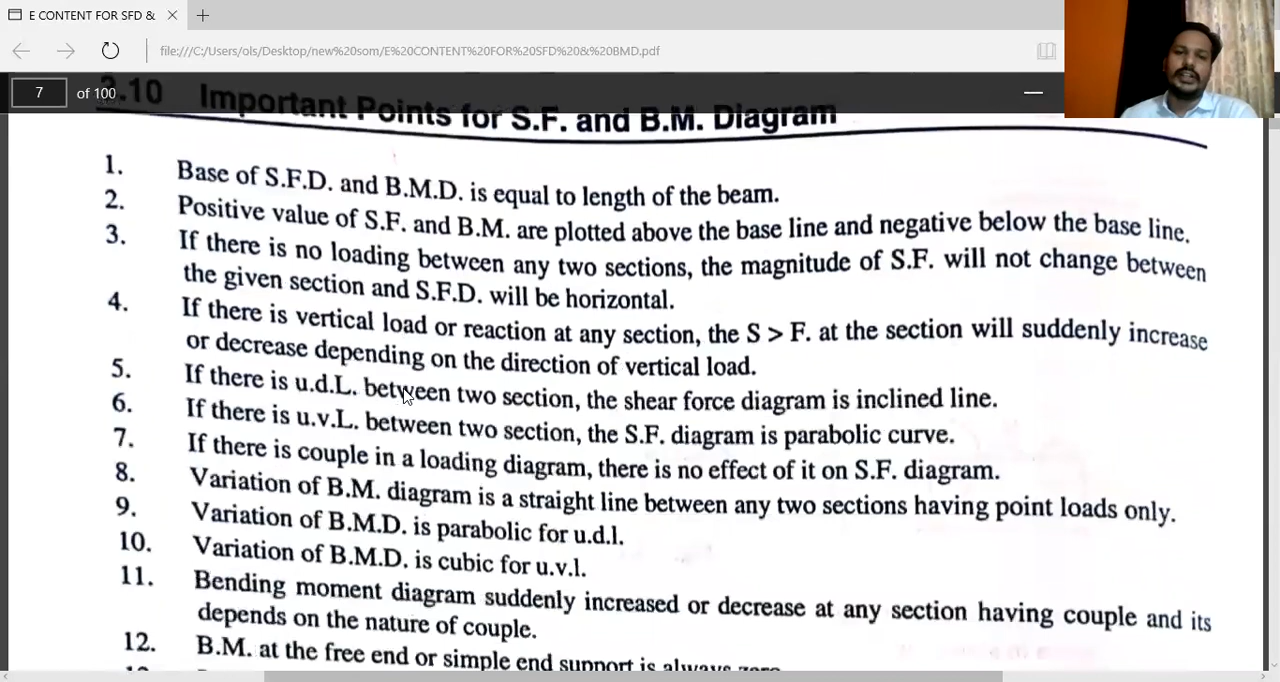 E CONTENT FOR SFD &
file:///C:/Users/ols/Desktop/new%20som/E%20CONTENT%20FOR%20SFD%20&%20BMD.pdf
7 of 100
2.10 Important Points for S.F. and B.M. Diagram
1. Base of S.F.D. and B.M.D. is equal to length of the beam.
2. Positive value of S.F. and B.M. are plotted above the base line and negative below the base line.
3. If there is no loading between any two sections, the magnitude of S.F. will not change between
the given section and S.F.D. will be horizontal.
4. If there is vertical load or reaction at any section, the S > F. at the section will suddenly increase
or decrease depending on the direction of vertical load.
5. If there is u.d.L. between two section, the shear force diagram is inclined line.
6. If there is u.v.L. between two section, the S.F. diagram is parabolic curve.
7. If there is couple in a loading diagram, there is no effect of it on S.F. diagram.
8. Variation of B.M. diagram is a straight line between any two sections having point loads only.
9. Variation of B.M.D. is parabolic for u.d.l.
10. Variation of B.M.D. is cubic for u.v.l.
11. Bending moment diagram suddenly increased or decrease at any section having couple and its
depends on the nature of couple.
12. B.M. at the free end or simple end support is always zero